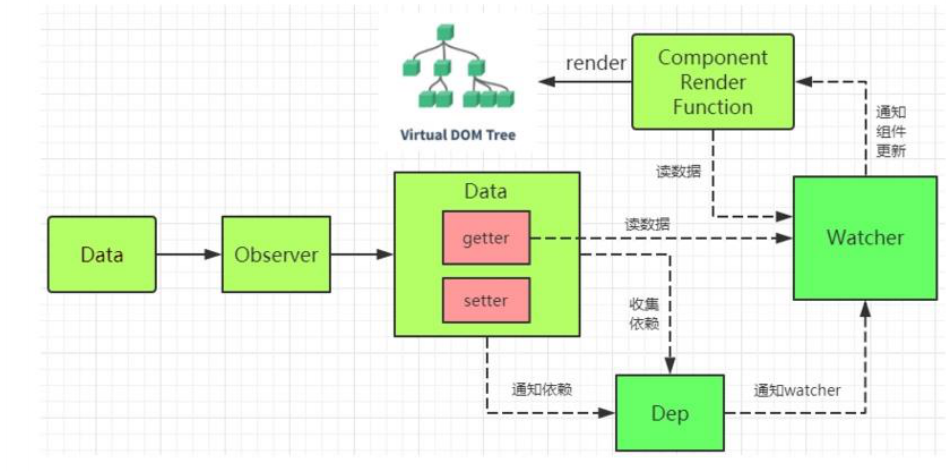 render
Component
Render
Function
Virtual DOM Tree
通知
组件
更新
读数据
Data
getter
setter
读数据
Watcher
Data
Observer
收集
依赖
通知依赖
Dep
通知watcher